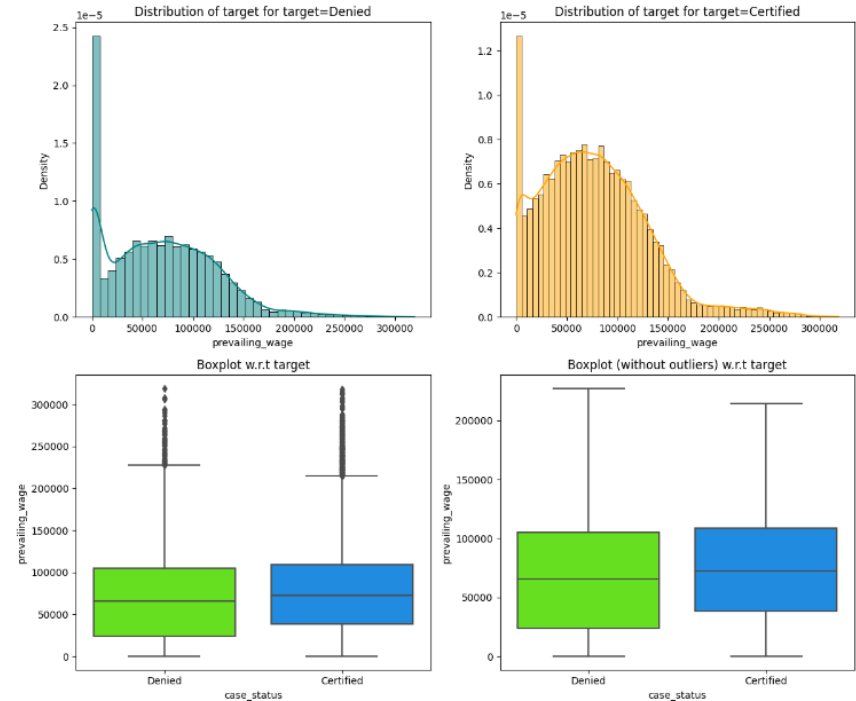 Distribution of target for target=Denied
1e−5
2.5
2.0
1.5
1.0
0.5
0.0
Density
0 50000 100000 150000 200000 250000 300000
prevailing_wage
Distribution of target for target=Certified
1e−5
1.2
1.0
0.8
0.6
0.4
0.2
0.0
Density
0 50000 100000 150000 200000 250000 300000
prevailing_wage
Boxplot w.r.t target
300000
250000
200000
150000
100000
50000
0
prevailing_wage
Denied Certified
case_status
Boxplot (without outliers) w.r.t target
200000
150000
100000
50000
0
prevailing_wage
Denied Certified
case_status